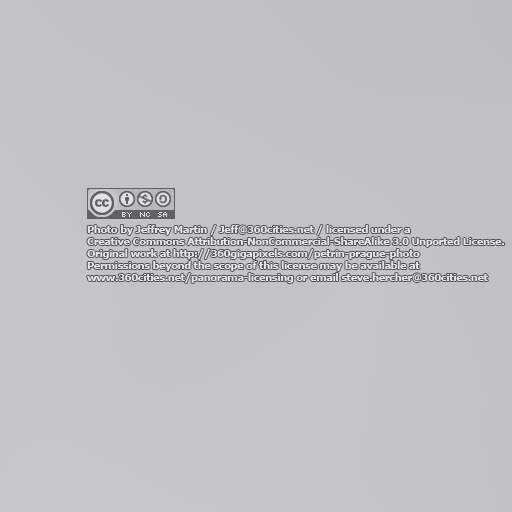 cc
BY NC SA
Photo by Jeffrey Martin / Jeff@360cities.net / licensed under a
Creative Commons Attribution-NonCommercial-ShareAlike 3.0 Unported License.
Original work at http://360gigapixels.com/petrin-prague-photo
Permissions beyond the scope of this license may be available at
www.360cities.net/panorama-licensing or email steve.hercher@360cities.net